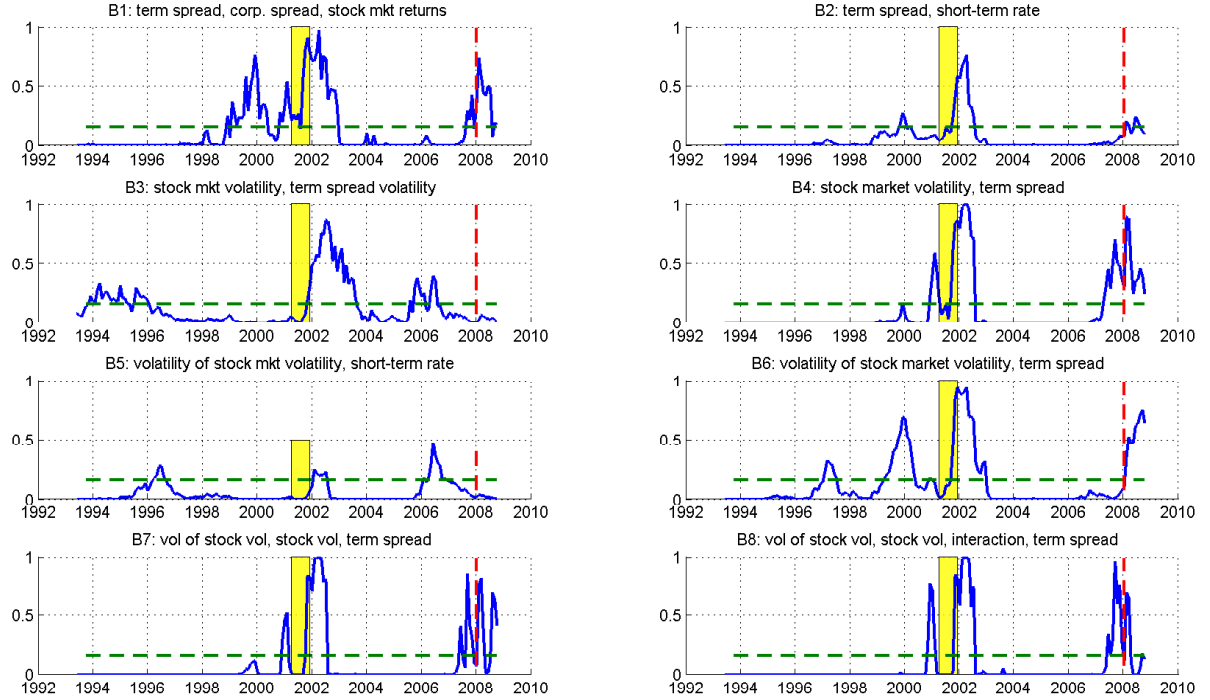 B1: term spread, corp. spread, stock mkt returns
1
0.5
0
1992 1994 1996 1998 2000 2002 2004 2006 2008 2010
B2: term spread, short-term rate
1
0.5
0
1992 1994 1996 1998 2000 2002 2004 2006 2008 2010
B3: stock mkt volatility, term spread volatility
1
0.5
0
1992 1994 1996 1998 2000 2002 2004 2006 2008 2010
B4: stock market volatility, term spread
1
0.5
0
1992 1994 1996 1998 2000 2002 2004 2006 2008 2010
B5: volatility of stock mkt volatility, short-term rate
1
0.5
0
1992 1994 1996 1998 2000 2002 2004 2006 2008 2010
B6: volatility of stock market volatility, term spread
1
0.5
0
1992 1994 1996 1998 2000 2002 2004 2006 2008 2010
B7: vol of stock vol, stock vol, term spread
1
0.5
0
1992 1994 1996 1998 2000 2002 2004 2006 2008 2010
B8: vol of stock vol, stock vol, interaction, term spread
1
0.5
0
1992 1994 1996 1998 2000 2002 2004 2006 2008 2010